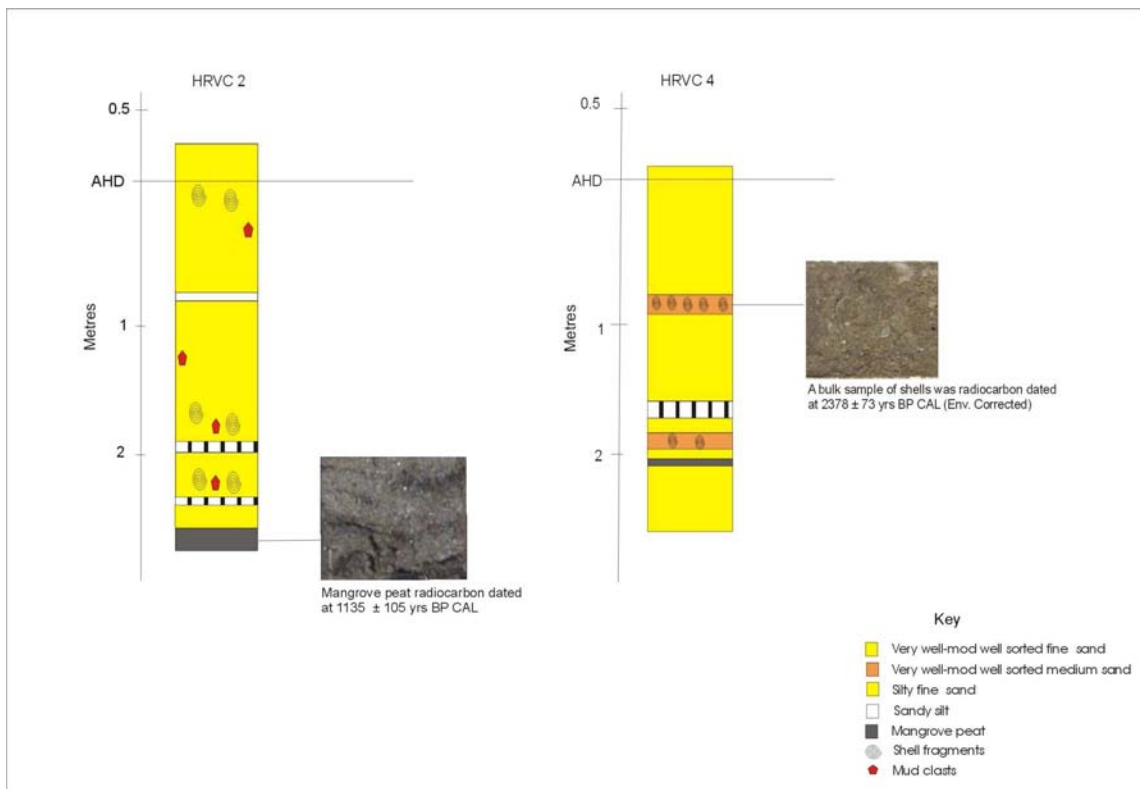 HRVC 2
0.5
AHD
Metres
1
2
Mangrove peat radiocarbon dated
at 1135 ± 105 yrs BP CAL
HRVC 4
0.5
AHD
Metres
1
2
A bulk sample of shells was radiocarbon dated
at 2378 ± 73 yrs BP CAL (Env. Corrected)
Key
Very well-mod well sorted fine sand
Very well-mod well sorted medium sand
Silty fine sand
Sandy silt
Mangrove peat
Shell fragments
Mud clasts